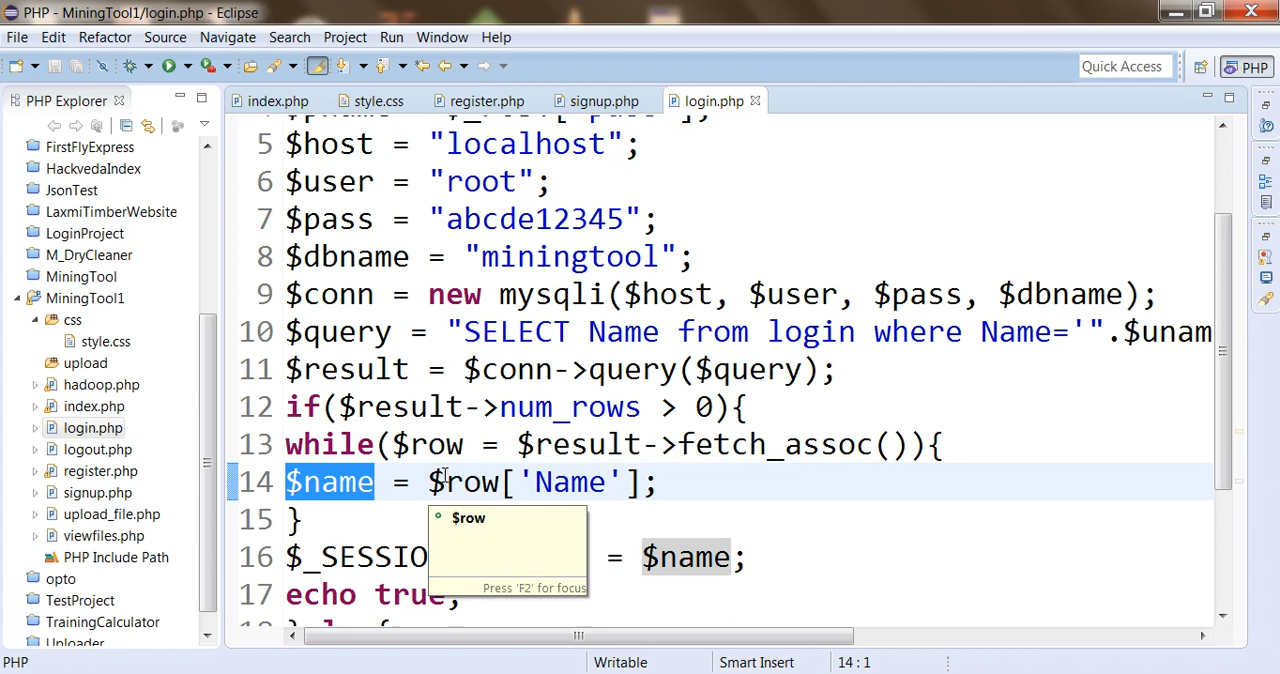 PHP - MiningTool1/login.php - Eclipse
File Edit Refactor Source Navigate Search Project Run Window Help
Quick Access PHP
PHP Explorer
index.php style.css register.php signup.php login.php
FirstFlyExpress
HackvedaIndex
JsonTest
LaxmiTimberWebsite
LoginProject
M_DryCleaner
MiningTool
MiningTool1
css
style.css
upload
hadoop.php
index.php
login.php
logout.php
register.php
signup.php
upload_file.php
viewfiles.php
PHP Include Path
opto
TestProject
TrainingCalculator
Uploader
5 $host = "localhost";
6 $user = "root";
7 $pass = "abcde12345";
8 $dbname = "miningtool";
9 $conn = new mysqli($host, $user, $pass, $dbname);
10 $query = "SELECT Name from login where Name='".$unam
11 $result = $conn->query($query);
12 if($result->num_rows > 0){
13 while($row = $result->fetch_assoc()){
14 $name = $row['Name'];
15 }
$row
Press 'F2' for focus
16 $_SESSIO = $name;
17 echo true;
PHP Writable Smart Insert 14 : 1